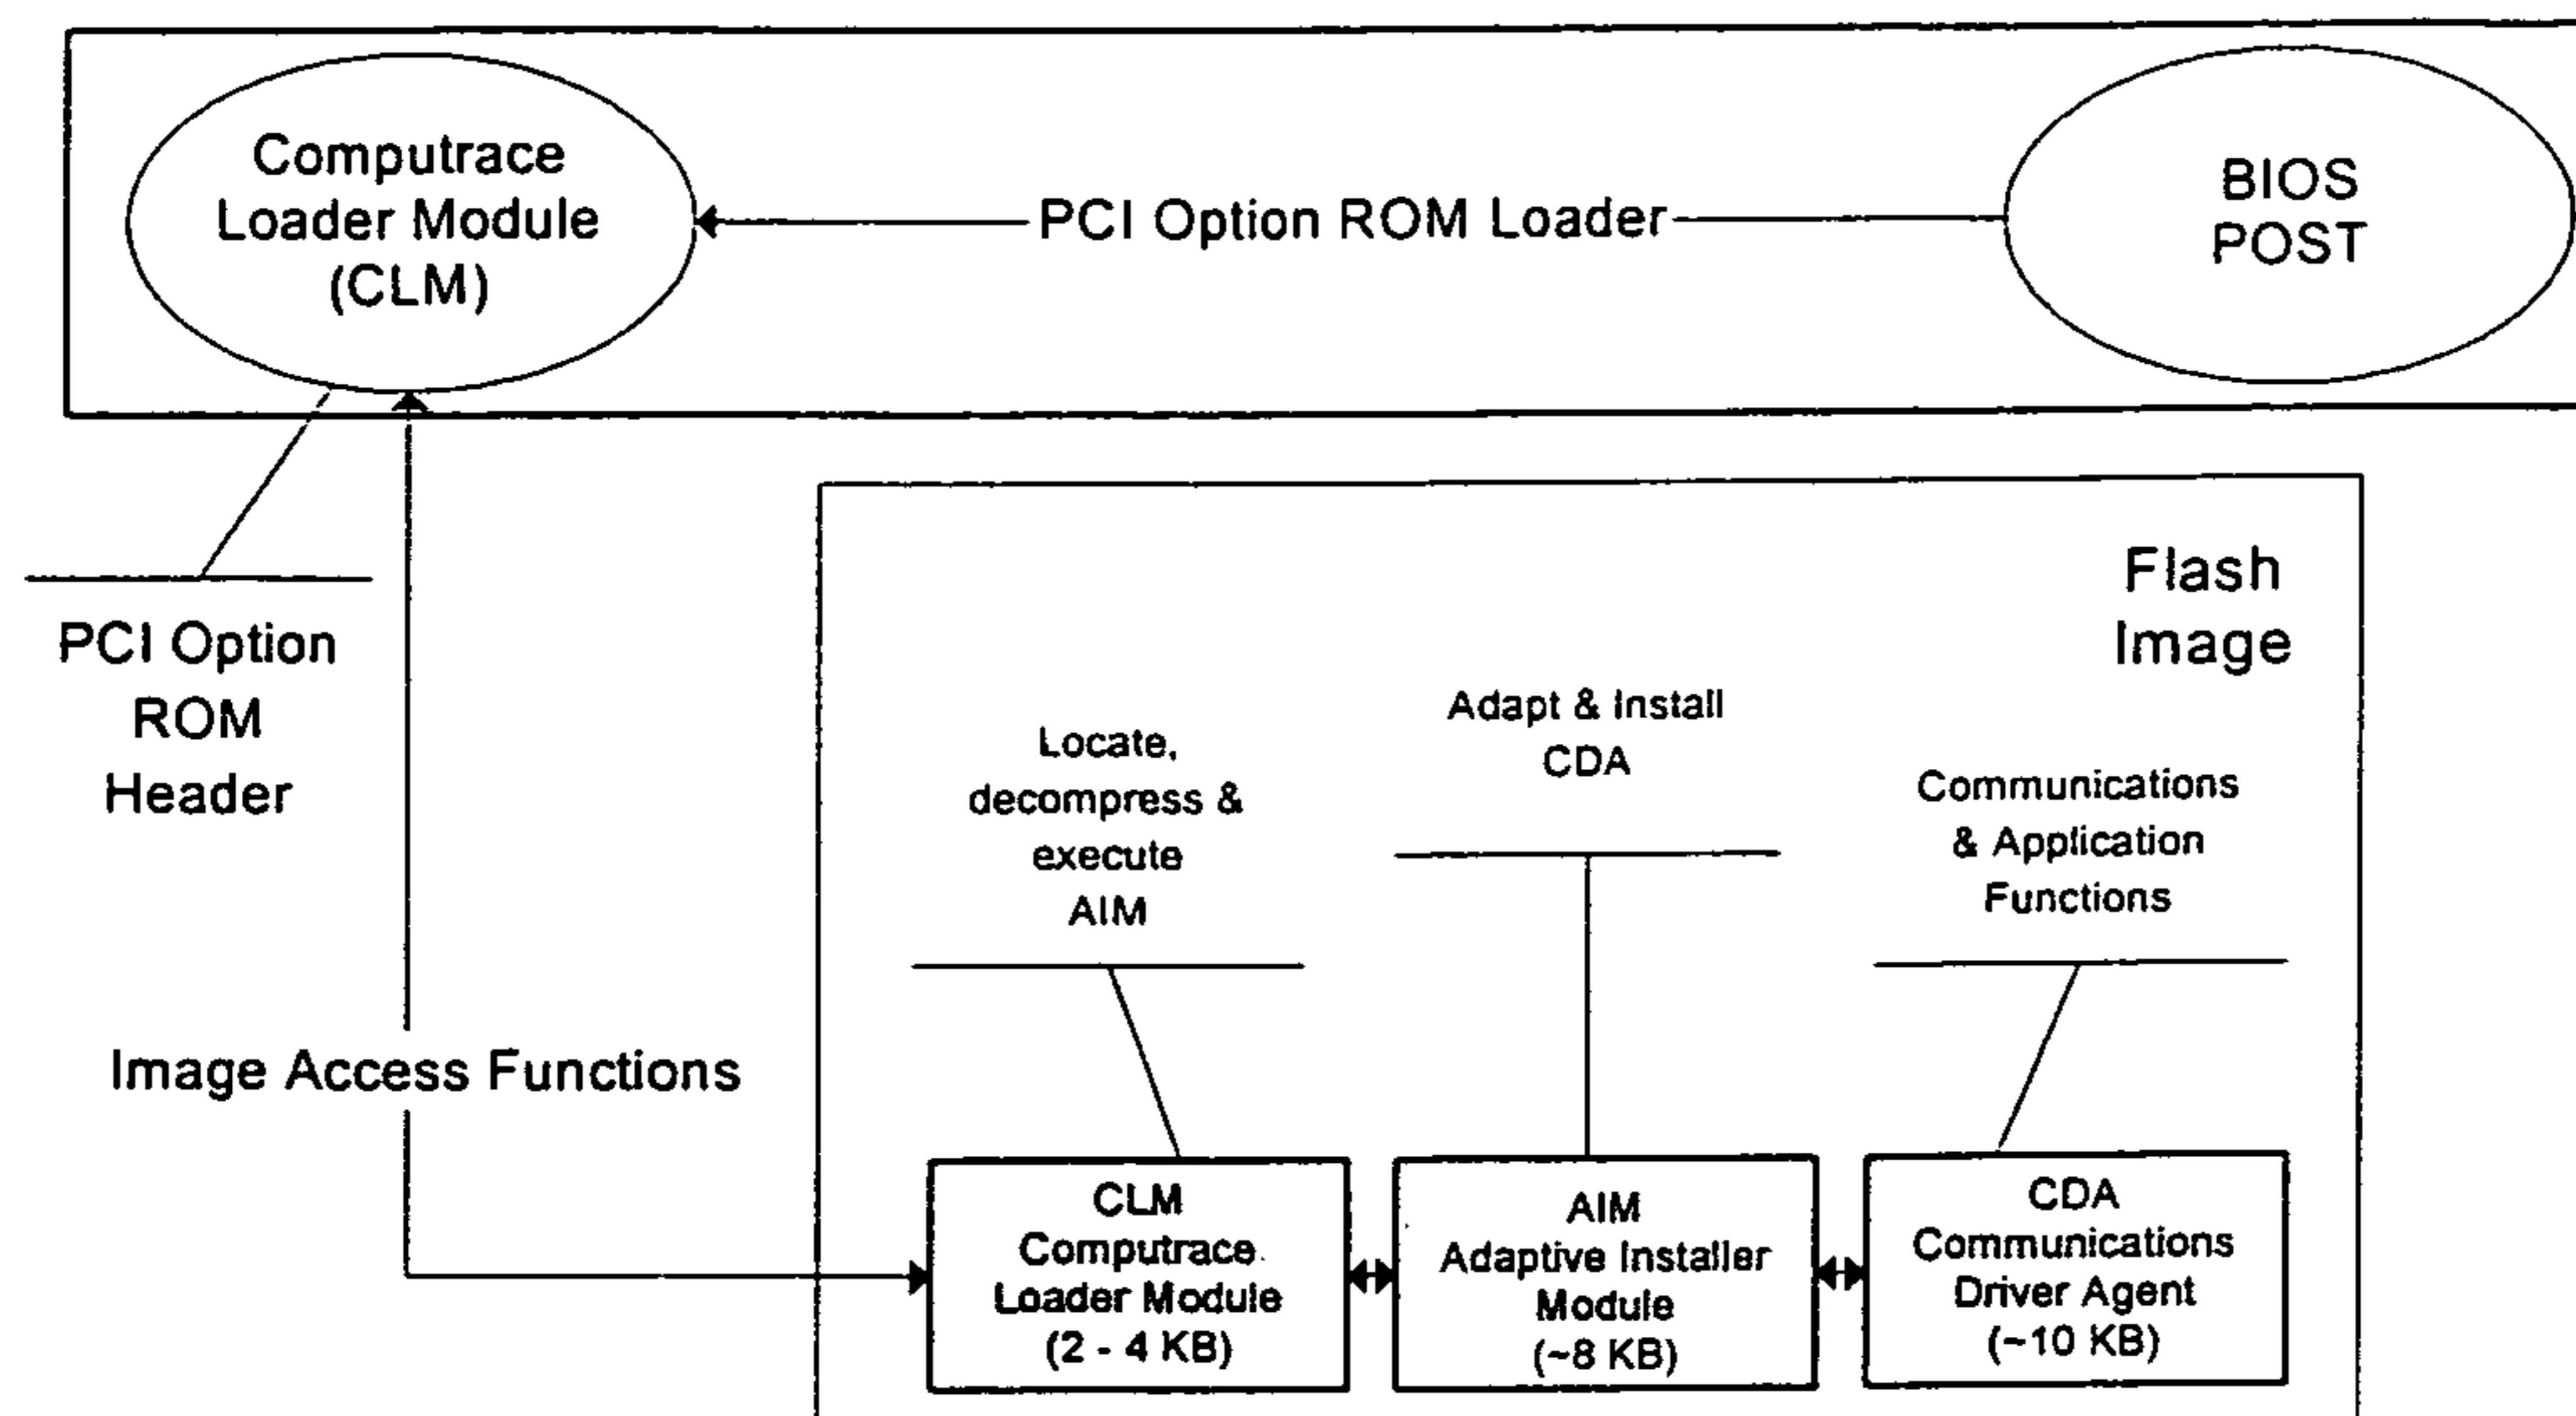 Computrace
Loader Module
(CLM)
PCI Option ROM Loader
BIOS
POST
PCI Option
ROM
Header
Flash
Image
Locate,
decompress &
execute
AIM
Adapt & Install
CDA
Communications
& Application
Functions
Image Access Functions
CLM
Computrace
Loader Module
(2 - 4 KB)
AIM
Adaptive Installer
Module
(~8 KB)
CDA
Communications
Driver Agent
(~10 KB)